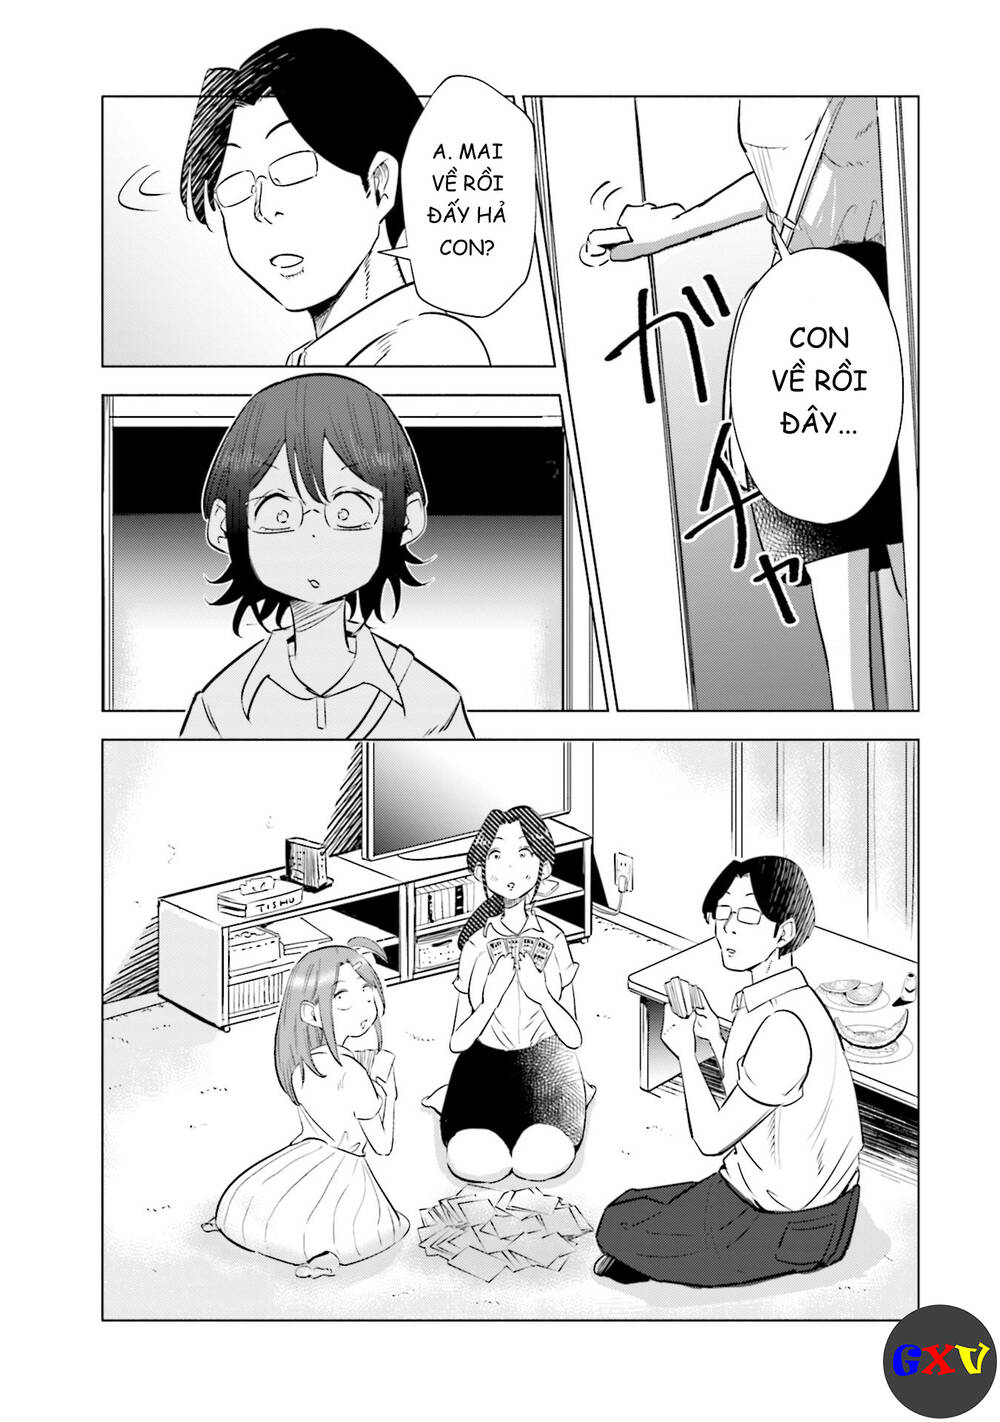 CON
VỀ RỒI
ĐÂY...
ガ
チャ
A. MAI
VỀ RỒI
ĐẤY HẢ
CON?
TISHU
GXV